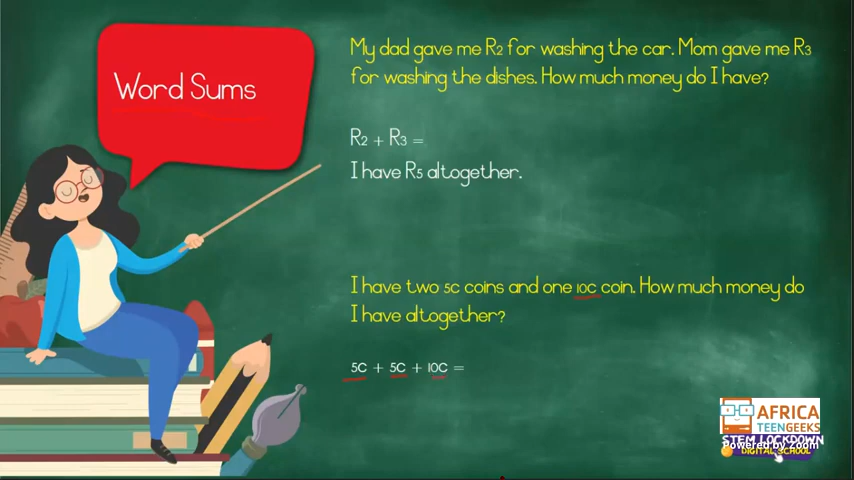 Word Sums
My dad gave me R2 for washing the car. Mom gave me R3
for washing the dishes. How much money do I have?
R2 + R3 =
I have R5 altogether.
I have two 5c coins and one 10c coin. How much money do
I have altogether?
5c + 5c + 10c =
AFRICA
TEENGEEKS
STEM LOCKDOWN
Powered by Zoom
DIGITAL SCHOOL